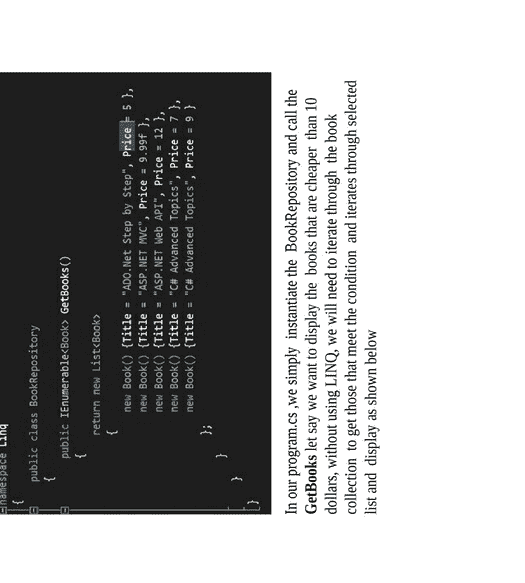 namespace Linq
{
public class BookRepository
{
public IEnumerable<Book> GetBooks()
{
return new List<Book>
{
new Book() {Title = "ADO.Net Step by Step", Price = 5 },
new Book() {Title = "ASP.NET MVC", Price = 9.99f },
new Book() {Title = "ASP.NET Web API", Price = 12 },
new Book() {Title = "C# Advanced Topics", Price = 7 },
new Book() {Title = "C# Advanced Topics", Price = 9 }
};
}
}
}
In our program.cs ,we simply instantiate the BookRepository and call the
GetBooks let say we want to display the books that are cheaper than 10
dollars, without using LINQ, we will need to iterate through the book
collection to get those that meet the condition and iterates through selected
list and display as shown below